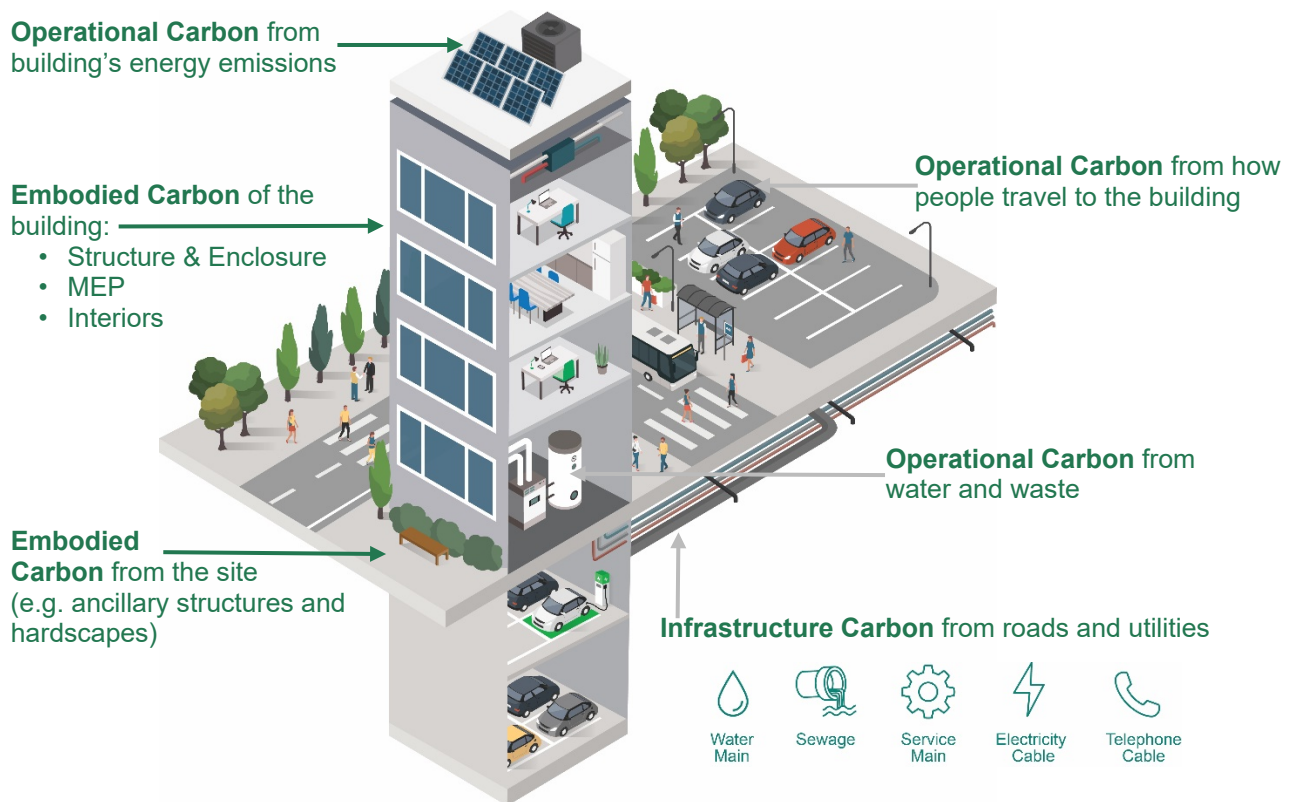 Operational Carbon from
building's energy emissions
Embodied Carbon of the
building:
• Structure & Enclosure
• MEP
• Interiors
Embodied
Carbon from the site
(e.g. ancillary structures and
hardscapes)
Operational Carbon from how
people travel to the building
Operational Carbon from
water and waste
Infrastructure Carbon from roads and utilities
Water
Main
Sewage
Service
Main
Electricity
Cable
Telephone
Cable